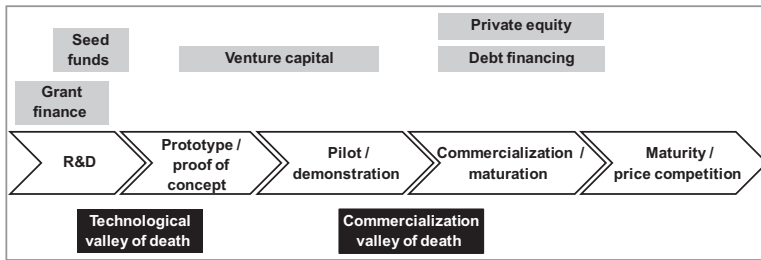 Private equity
Seed
funds
Venture capital
Debt financing
Grant
finance
R&D
Prototype /
proof of
concept
Pilot /
demonstration
Commercialization /
maturation
Maturity /
price competition
Technological
valley of death
Commercialization
valley of death